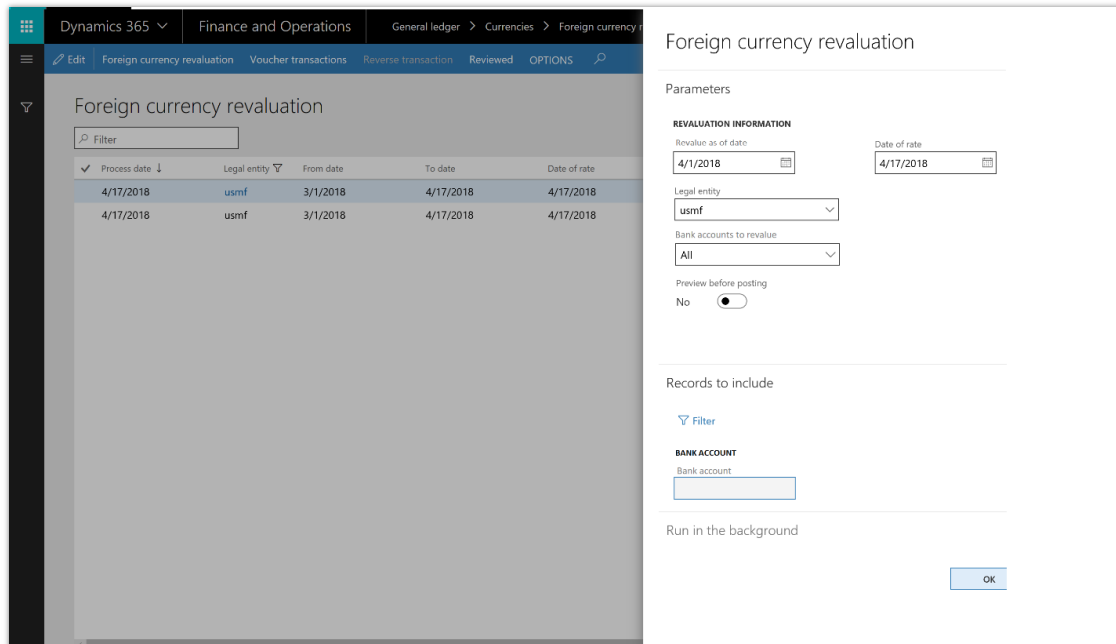 Dynamics 365 Finance and Operations General ledger > Currencies > Foreign currency r
Edit Foreign currency revaluation Voucher transactions Reverse transaction Reviewed OPTIONS
Foreign currency revaluation
Filter
Process date Legal entity From date To date Date of rate
4/17/2018 usmf 3/1/2018 4/17/2018 4/17/2018
4/17/2018 usmf 3/1/2018 4/17/2018 4/17/2018
Foreign currency revaluation
Parameters
REVALUATION INFORMATION
Revalue as of date Date of rate
4/1/2018 4/17/2018
Legal entity
usmf
Bank accounts to revalue
All
Preview before posting
No
Records to include
Filter
BANK ACCOUNT
Bank account
Run in the background
OK